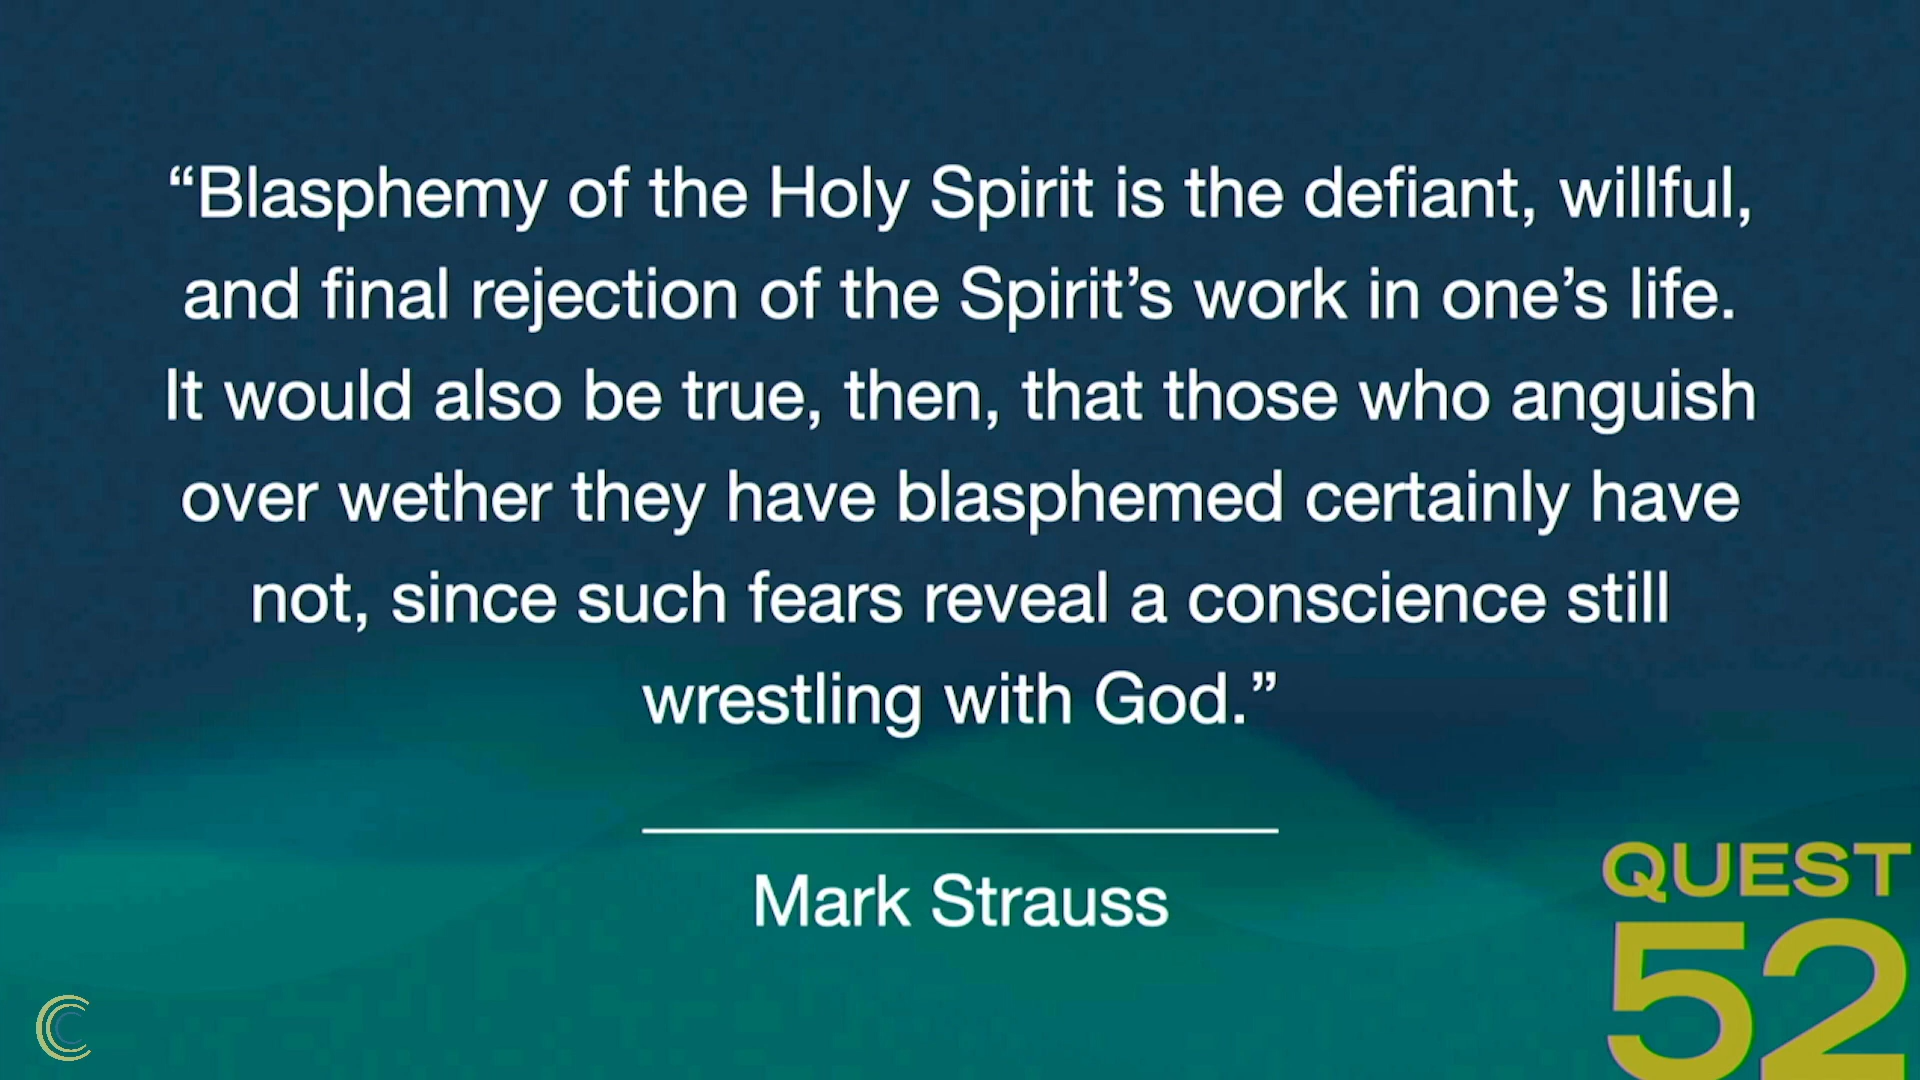 “Blasphemy of the Holy Spirit is the defiant, willful,
and final rejection of the Spirit’s work in one’s life.
It would also be true, then, that those who anguish
over wether they have blasphemed certainly have
not, since such fears reveal a conscience still
wrestling with God.”
Mark Strauss
QUEST
52